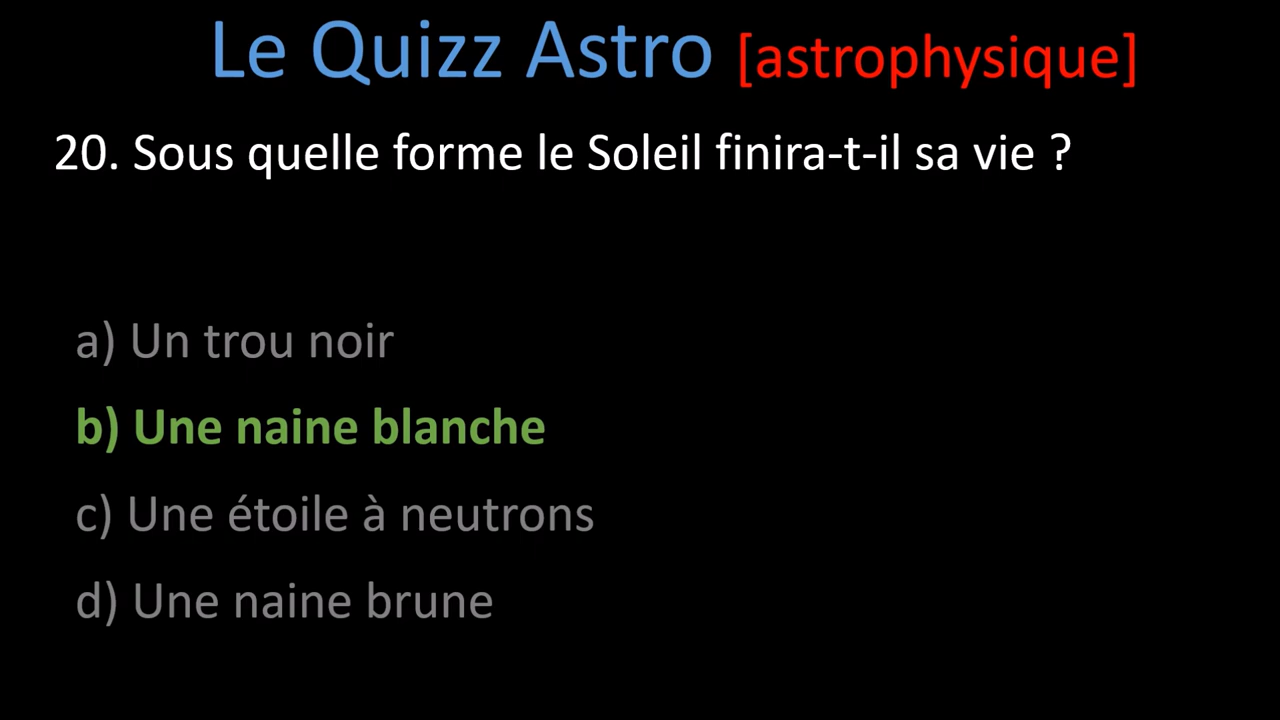 Le Quizz Astro [astrophysique]
20. Sous quelle forme le Soleil finira-t-il sa vie ?
a) Un trou noir
b) Une naine blanche
c) Une étoile à neutrons
d) Une naine brune